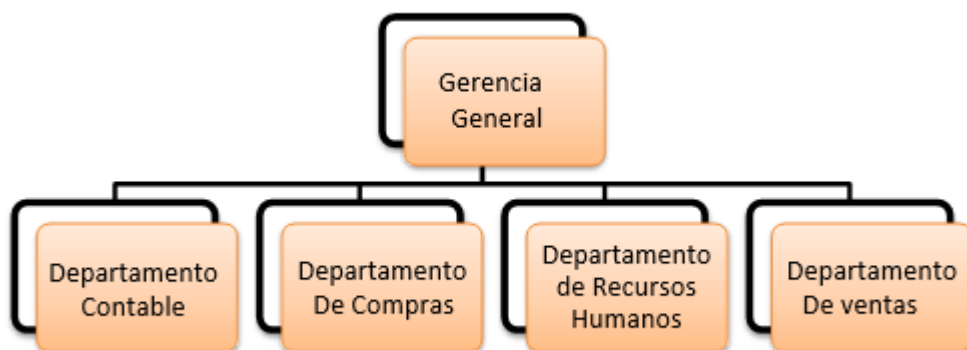 Gerencia
General
Departamento
Contable
Departamento
De Compras
Departamento
de Recursos
Humanos
Departamento
De ventas